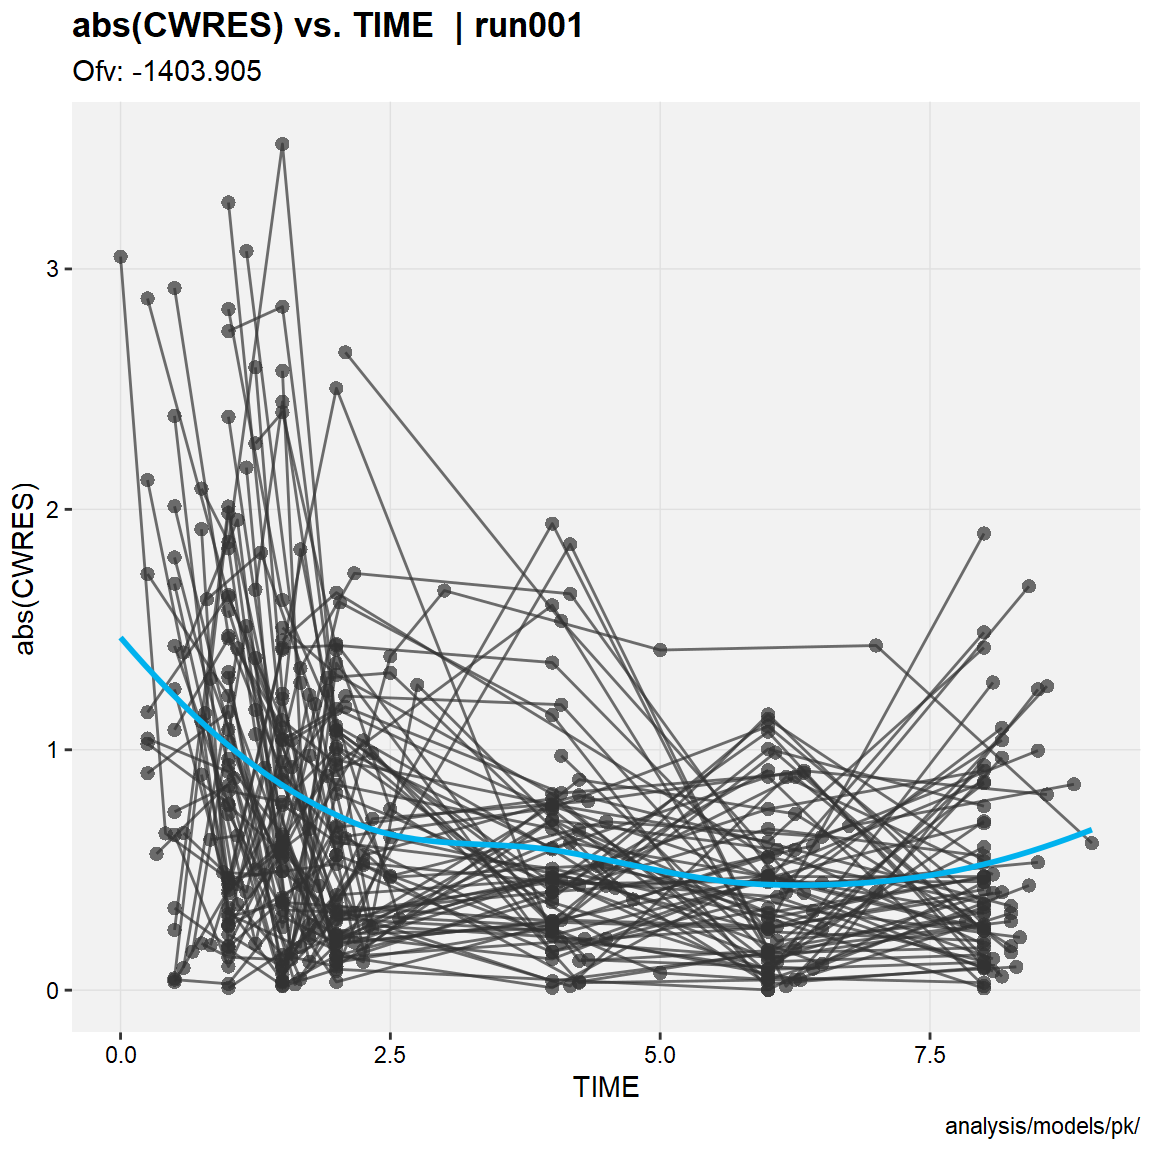 abs(CWRES) vs. TIME  | run001
Ofv: -1403.905
abs(CWRES)
3
2
1
0
0.0 2.5 5.0 7.5
TIME
analysis/models/pk/